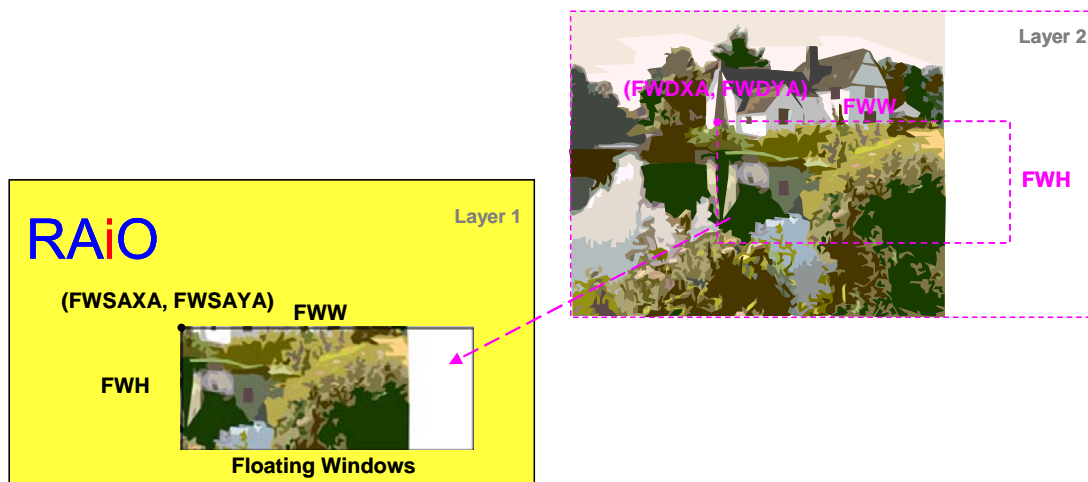 Layer 2
(FWDXA, FWDYA)
FWW
FWH
Layer 1
RAiO
(FWSAXA, FWSAYA)
FWW
FWH
Floating Windows